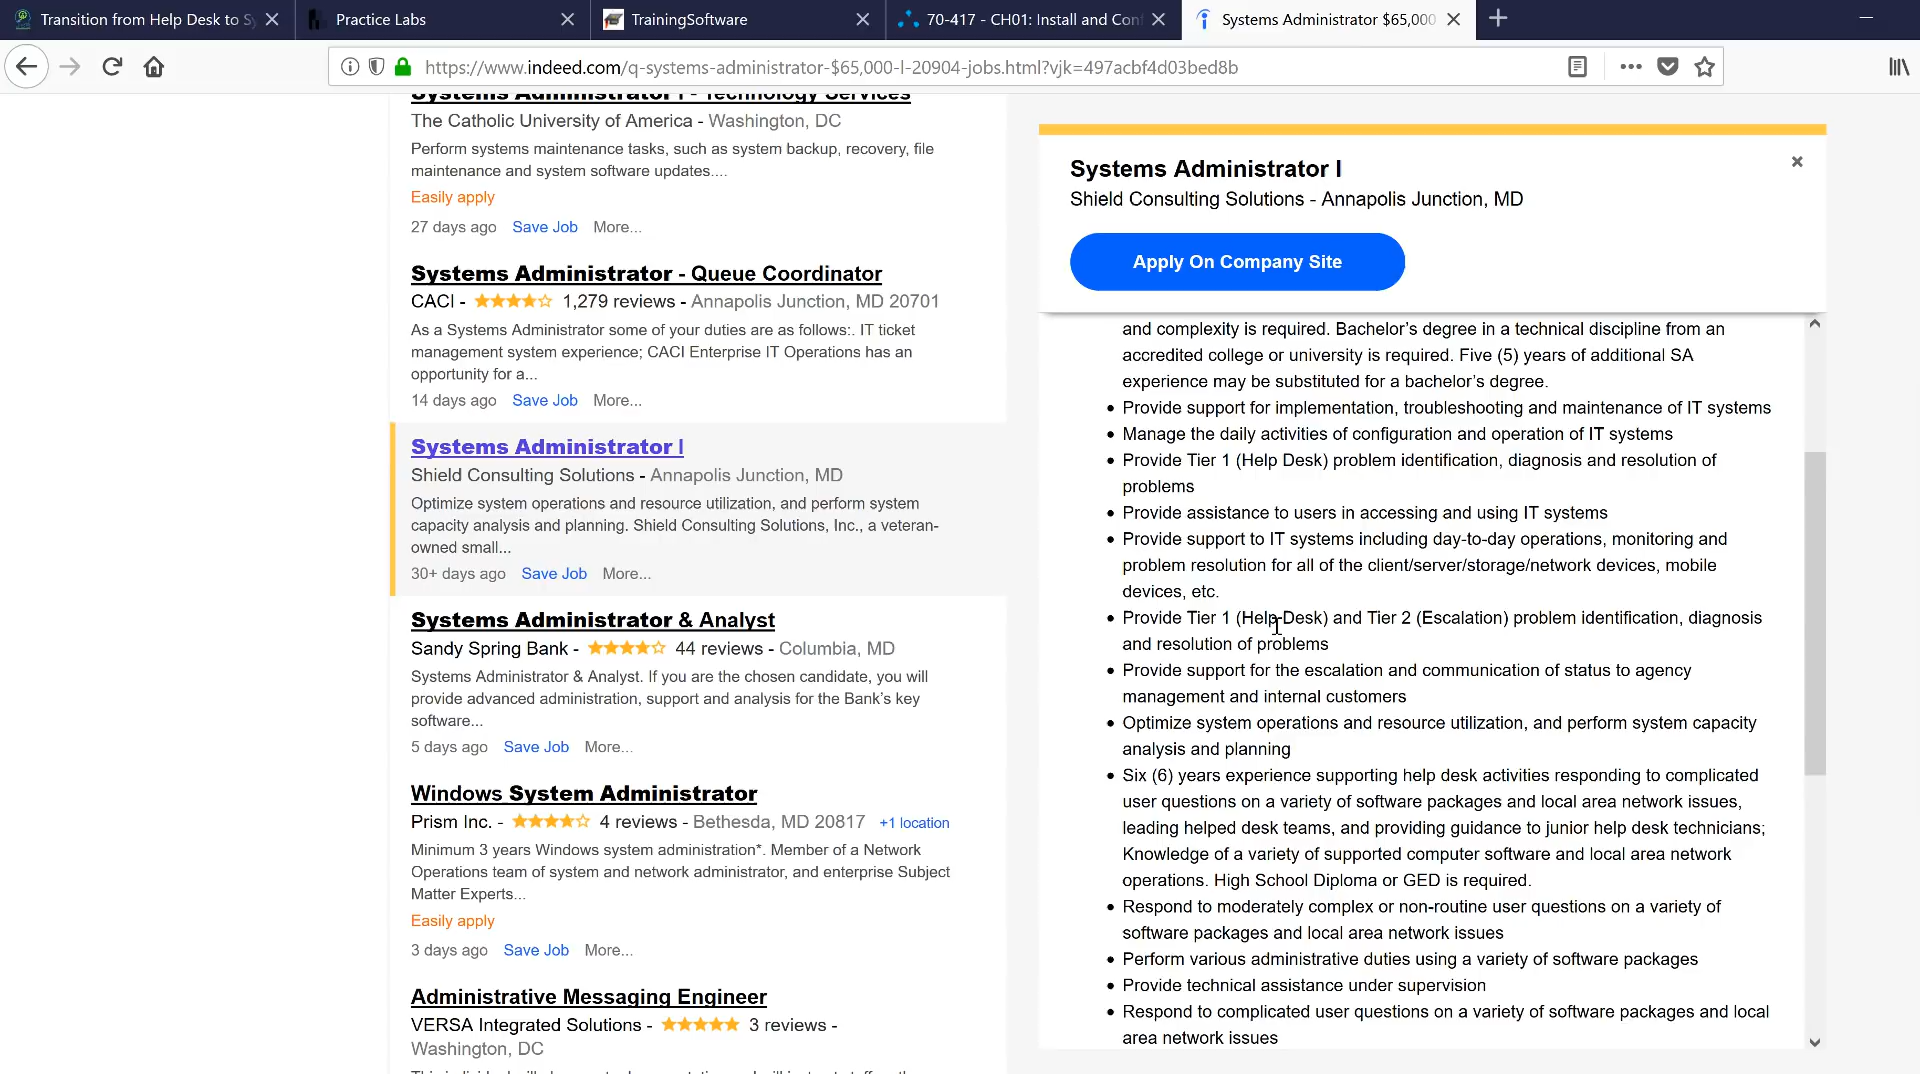 Transition from Help Desk to Sy
Practice Labs
TrainingSoftware
70-417 - CH01: Install and Con
Systems Administrator $65,000
https://www.indeed.com/q-systems-administrator-$65,000-l-20904-jobs.html?vjk=497acbf4d03bed8b
Systems Administrator I - Technology Services
The Catholic University of America - Washington, DC
Perform systems maintenance tasks, such as system backup, recovery, file
maintenance and system software updates....
Easily apply
27 days ago Save Job More...
Systems Administrator - Queue Coordinator
CACI - 1,279 reviews - Annapolis Junction, MD 20701
As a Systems Administrator some of your duties are as follows:. IT ticket
management system experience; CACI Enterprise IT Operations has an
opportunity for a...
14 days ago Save Job More...
Systems Administrator I
Shield Consulting Solutions - Annapolis Junction, MD
Optimize system operations and resource utilization, and perform system
capacity analysis and planning. Shield Consulting Solutions, Inc., a veteran-
owned small...
30+ days ago Save Job More...
Systems Administrator & Analyst
Sandy Spring Bank - 44 reviews - Columbia, MD
Systems Administrator & Analyst. If you are the chosen candidate, you will
provide advanced administration, support and analysis for the Bank's key
software...
5 days ago Save Job More...
Windows System Administrator
Prism Inc. - 4 reviews - Bethesda, MD 20817 +1 location
Minimum 3 years Windows system administration*. Member of a Network
Operations team of system and network administrator, and enterprise Subject
Matter Experts...
Easily apply
3 days ago Save Job More...
Administrative Messaging Engineer
VERSA Integrated Solutions - 3 reviews -
Washington, DC
Systems Administrator I
Shield Consulting Solutions - Annapolis Junction, MD
Apply On Company Site
and complexity is required. Bachelor's degree in a technical discipline from an
accredited college or university is required. Five (5) years of additional SA
experience may be substituted for a bachelor's degree.
• Provide support for implementation, troubleshooting and maintenance of IT systems
• Manage the daily activities of configuration and operation of IT systems
• Provide Tier 1 (Help Desk) problem identification, diagnosis and resolution of
problems
• Provide assistance to users in accessing and using IT systems
• Provide support to IT systems including day-to-day operations, monitoring and
problem resolution for all of the client/server/storage/network devices, mobile
devices, etc.
• Provide Tier 1 (Help Desk) and Tier 2 (Escalation) problem identification, diagnosis
and resolution of problems
• Provide support for the escalation and communication of status to agency
management and internal customers
• Optimize system operations and resource utilization, and perform system capacity
analysis and planning
• Six (6) years experience supporting help desk activities responding to complicated
user questions on a variety of software packages and local area network issues,
leading helped desk teams, and providing guidance to junior help desk technicians;
Knowledge of a variety of supported computer software and local area network
operations. High School Diploma or GED is required.
• Respond to moderately complex or non-routine user questions on a variety of
software packages and local area network issues
• Perform various administrative duties using a variety of software packages
• Provide technical assistance under supervision
• Respond to complicated user questions on a variety of software packages and local
area network issues